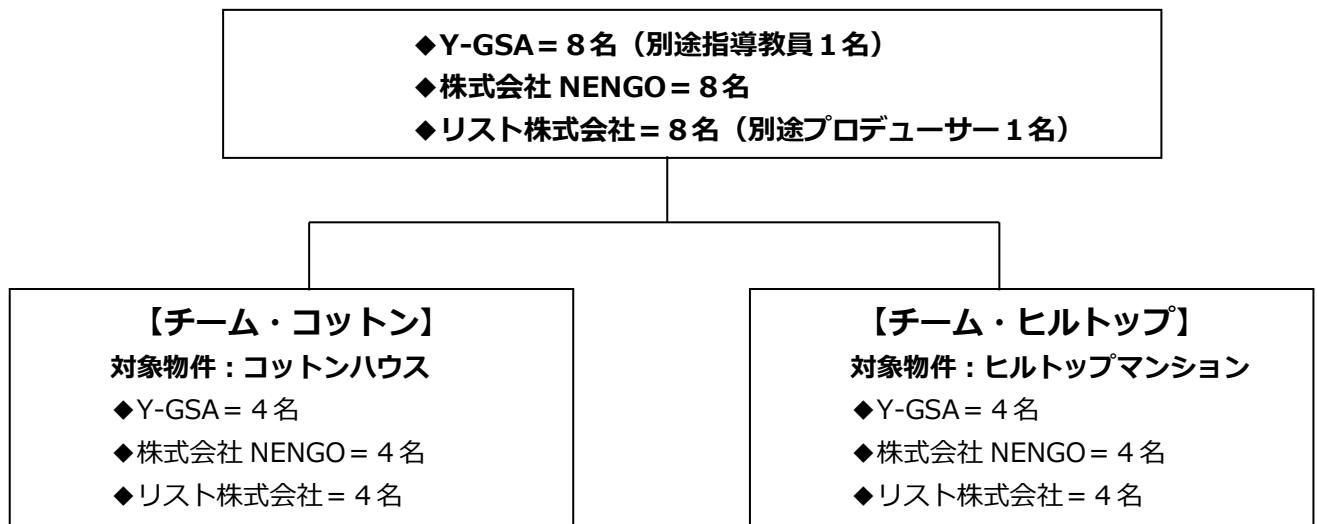 ◆Y-GSA=８名（別途指導教員１名）
◆株式会社 NENGO=８名
◆リスト株式会社=８名（別途プロデューサー１名）
【チーム・コットン】
対象物件：コットンハウス
◆Y-GSA=４名
◆株式会社 NENGO=４名
◆リスト株式会社=４名
【チーム・ヒルトップ】
対象物件：ヒルトップマンション
◆Y-GSA=４名
◆株式会社 NENGO=４名
◆リスト株式会社=４名